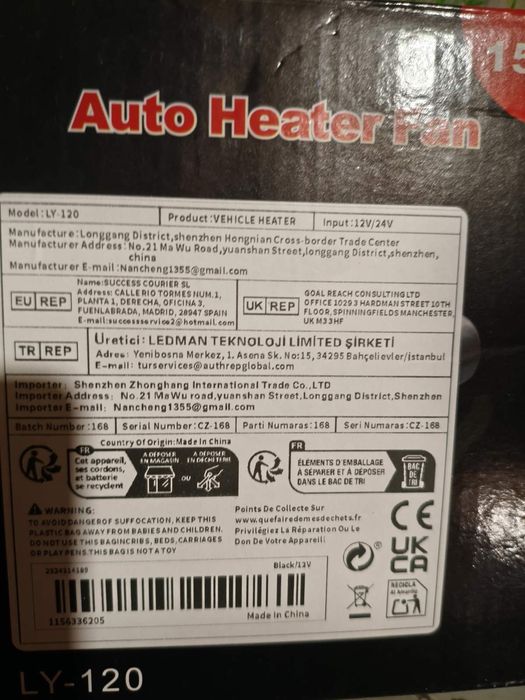 15
Auto Heater Fan
Model:LY-120
Product:VEHICLE HEATER
Input:12V/24V
Manufacture:Longgang District,shenzhen Hongnian Cross-border Trade Center
Manufacturer Address:No.21 Ma Wu Road,yuanshan Street,longgang District,shenzhen,
china
Manufacturer E-mail:Nancheng1355@gmail.com
EU REP
Name:SUCCESS COURIER SL
Address:CALLE RIO TORMES NUM.1,
PLANTA 1, DERECHA, OFICINA 3,
FUENLABRADA, MADRID, 28947 SPAIN
E-mail:successservice2@hotmail.com
UK REP
GOAL REACH CONSULTING LTD
OFFICE 10293 HARDMAN STREET 10TH
FLOOR, SPINNINGFIELDS MANCHESTER,
UK M33HF
TR REP
Üretici: LEDMAN TEKNOLOJİ LİMİTED ŞİRKETİ
Adres: Yenibosna Merkez, 1. Asena Sk. No:15, 34295 Bahçelievler/istanbul
E-mail: turservices@authrepglobal.com
Importer: Shenzhen Zhonghang International Trade Co.,LTD
Importer Address: No.21 MaWu road,yuanshan Street,Longgang District,Shenzhen
Importer E-mail: Nancheng1355@gmail.com
Batch Number:168
Serial Number:CZ-168
Parti Numaras:168
Seri Numaras:CZ-168
Country Of Origin:Made In China
FR
Cet appareil,
ses cordons,
et batterie
se recyclent
À DÉPOSER
EN MAGASIN
OU
À DÉPOSER
EN DÉCHÈTERIE
FR
ÉLÉMENTS D'EMBALLAGE
À SÉPARER ET À DÉPOSER
DANS LE BAC DE TRI
BAC
DE
TRI
WARNING:
TO AVOID DANGER OF SUFFOCATION, KEEP THIS
PLASTIC BAG AWAY FROM BABIES AND CHILDREN.
DO NOT USE THIS BAG IN CRIBS, BEDS, CARRIAGES
OR PLAY PENS. THIS BAG IS NOT A TOY
Points De Collecte Sur
www.quefairedemesdechets.fr
Privilégiez La Réparation Ou Le
Don De Votre Appareil!
CE
UK
CA
RECICLA
Al Amarillo
Black/12V
1156336205
Made in China
LY-120